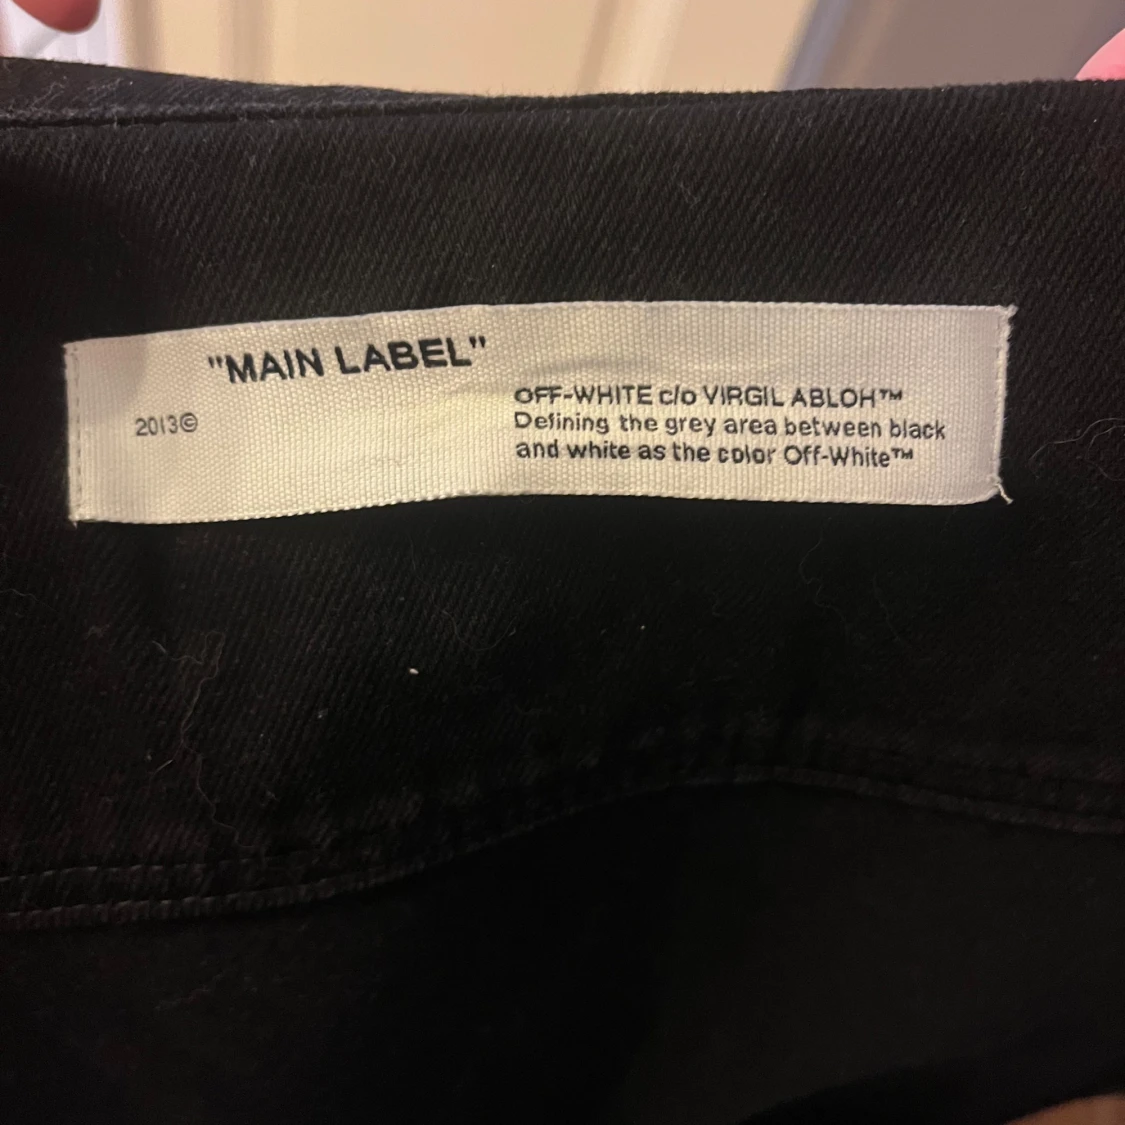 "MAIN LABEL"
2013©
OFF-WHITE c/o VIRGIL ABLOH™
Defining the grey area between black
and white as the color Off-White™